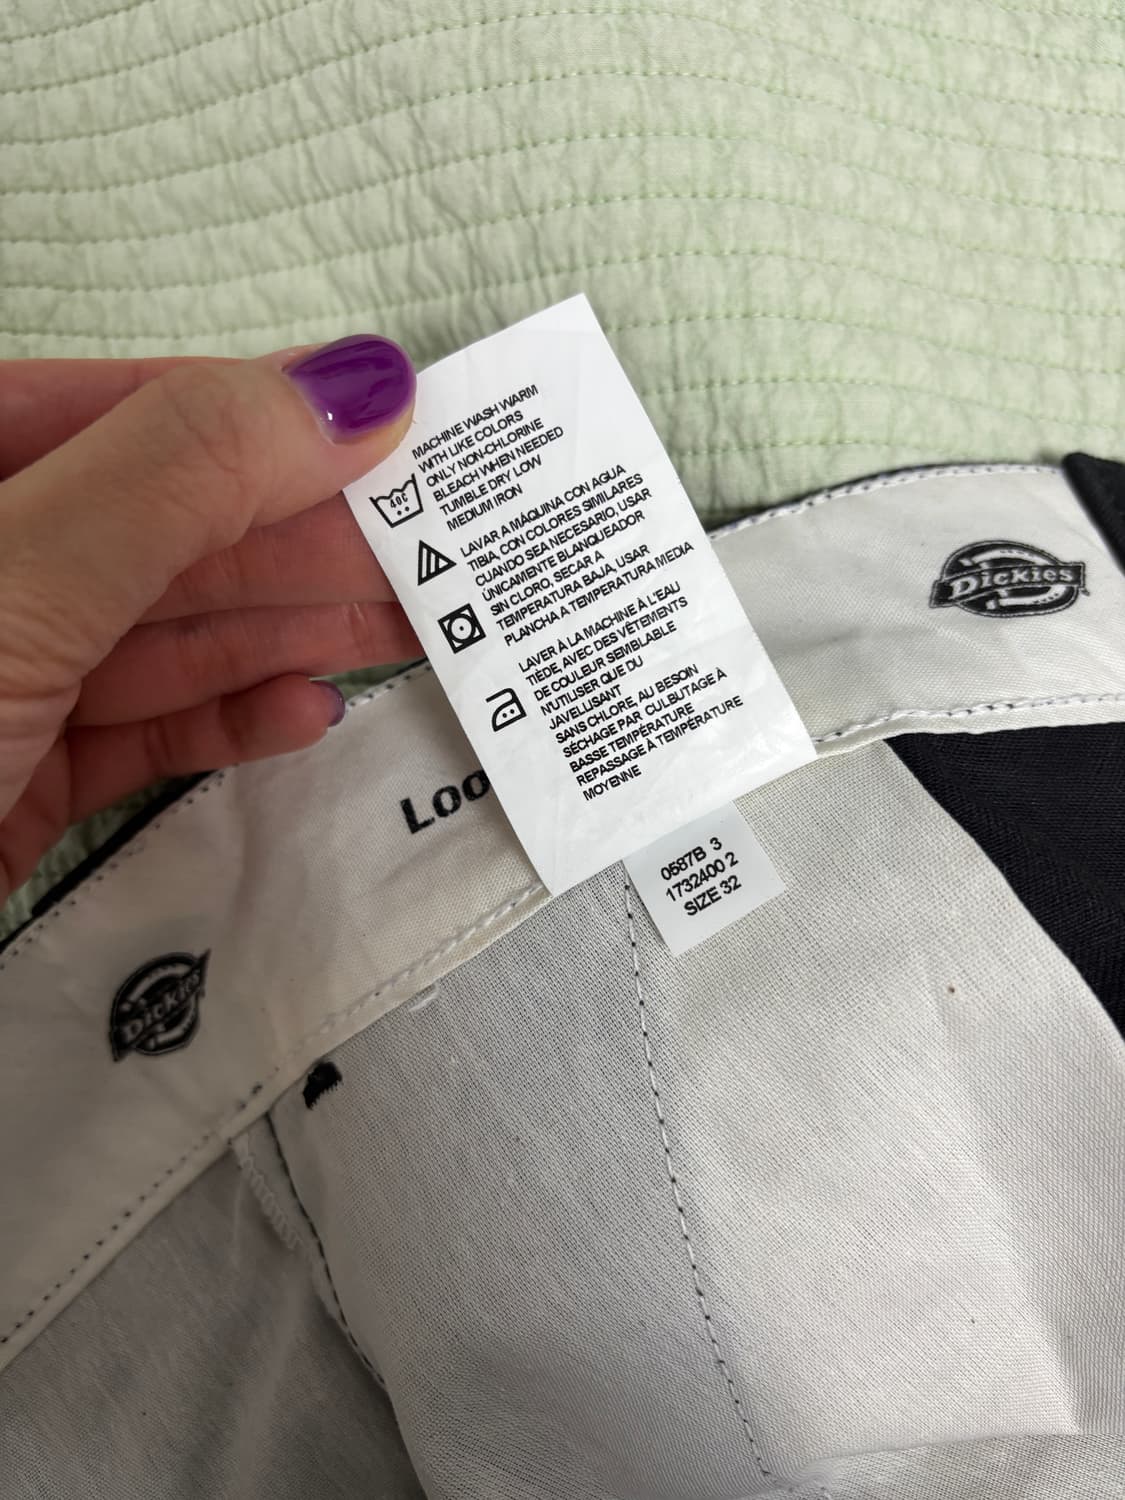 MACHINE WASH WARM
WITH LIKE COLORS
ONLY NON-CHLORINE
BLEACH WHEN NEEDED
TUMBLE DRY LOW
MEDIUM IRON
40C
LAVAR A MÁQUINA CON AGUA
TIBIA, CON COLORES SIMILARES
CUANDO SEA NECESARIO, USAR
ÚNICAMENTE BLANQUEADOR
SIN CLORO, SECAR A
TEMPERATURA BAJA, USAR
PLANCHA A TEMPERATURA MEDIA
LAVER À LA MACHINE À L'EAU
TIÈDE, AVEC DES VÊTEMENTS
DE COULEUR SEMBLABLE
N'UTILISER QUE DU
JAVELLISANT
SANS CHLORE, AU BESOIN
SÉCHAGE PAR CULBUTAGE À
BASSE TEMPÉRATURE
REPASSAGE À TEMPÉRATURE
MOYENNE
Dickies
Loo
0587B 3
1732400 2
SIZE 32
Dickies